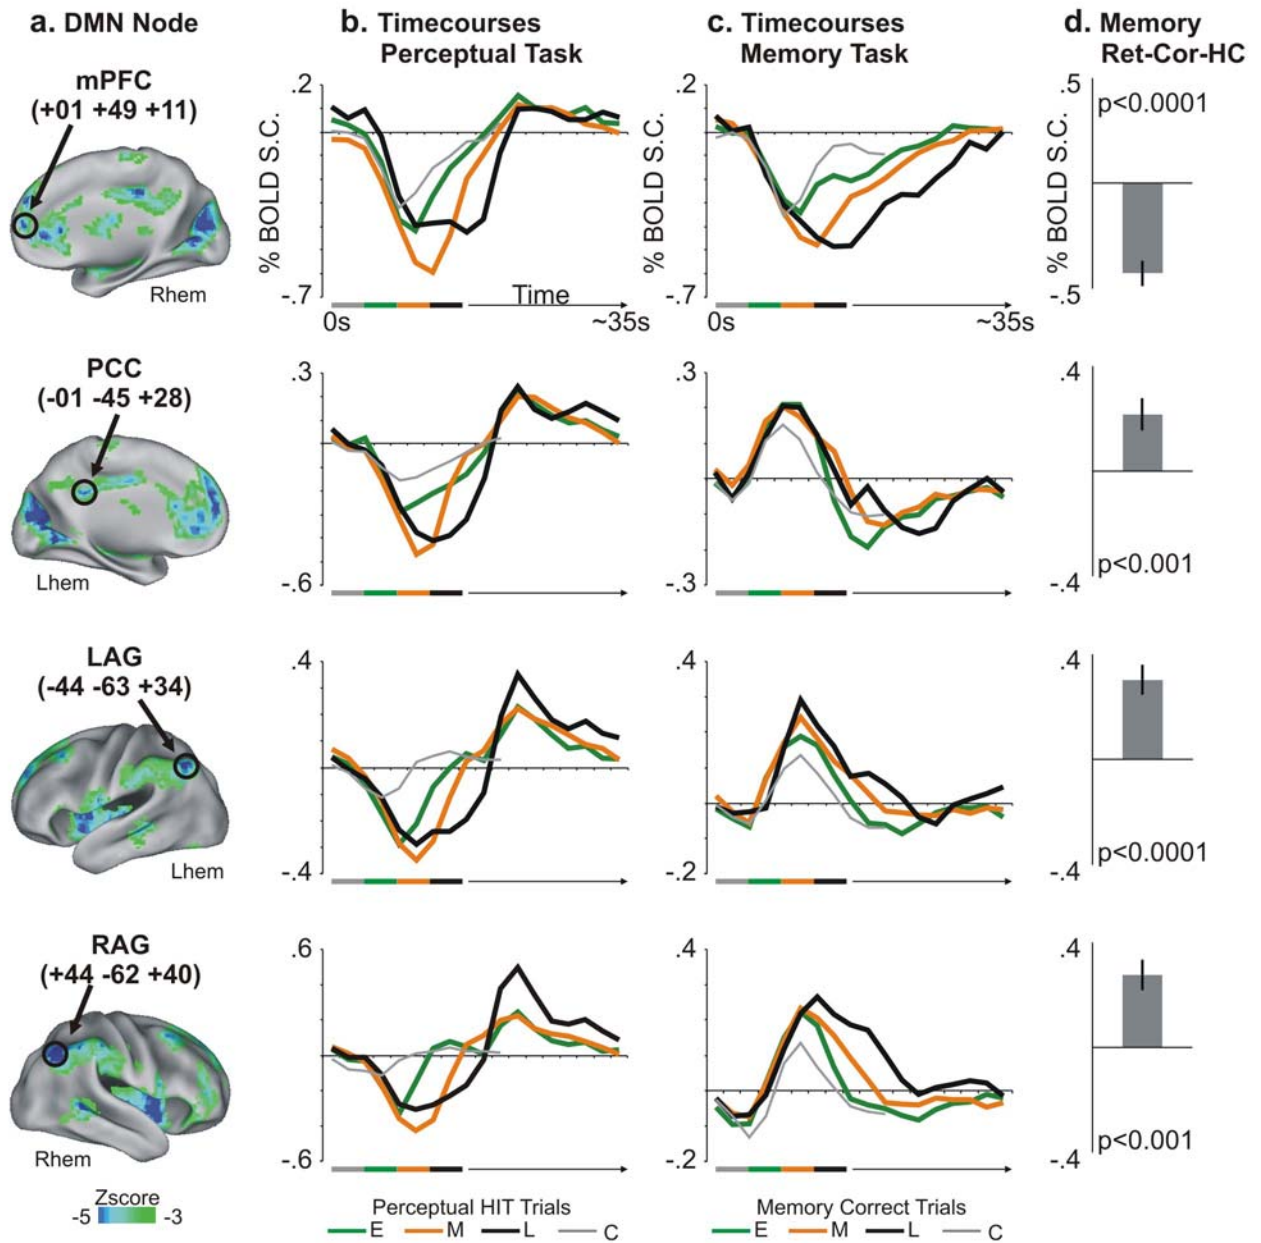 a. DMN Node
b. Timecourses
Perceptual Task
c. Timecourses
Memory Task
d. Memory
Ret-Cor-HC
mPFC
(+01 +49 +11)
Rhem
% BOLD S.C.
.2
-.7
Time
0s
~35s
% BOLD S.C.
.2
-.7
0s
~35s
% BOLD S.C.
.5
p<0.0001
-.5
PCC
(-01 -45 +28)
Lhem
.3
-.6
.3
-.3
.4
p<0.001
-.4
LAG
(-44 -63 +34)
Lhem
.4
-.4
.4
-.2
.4
p<0.0001
-.4
RAG
(+44 -62 +40)
Rhem
.6
-.6
.4
-.2
.4
p<0.001
-.4
Zscore
-5 -3
Perceptual HIT Trials
E M L C
Memory Correct Trials
E M L C